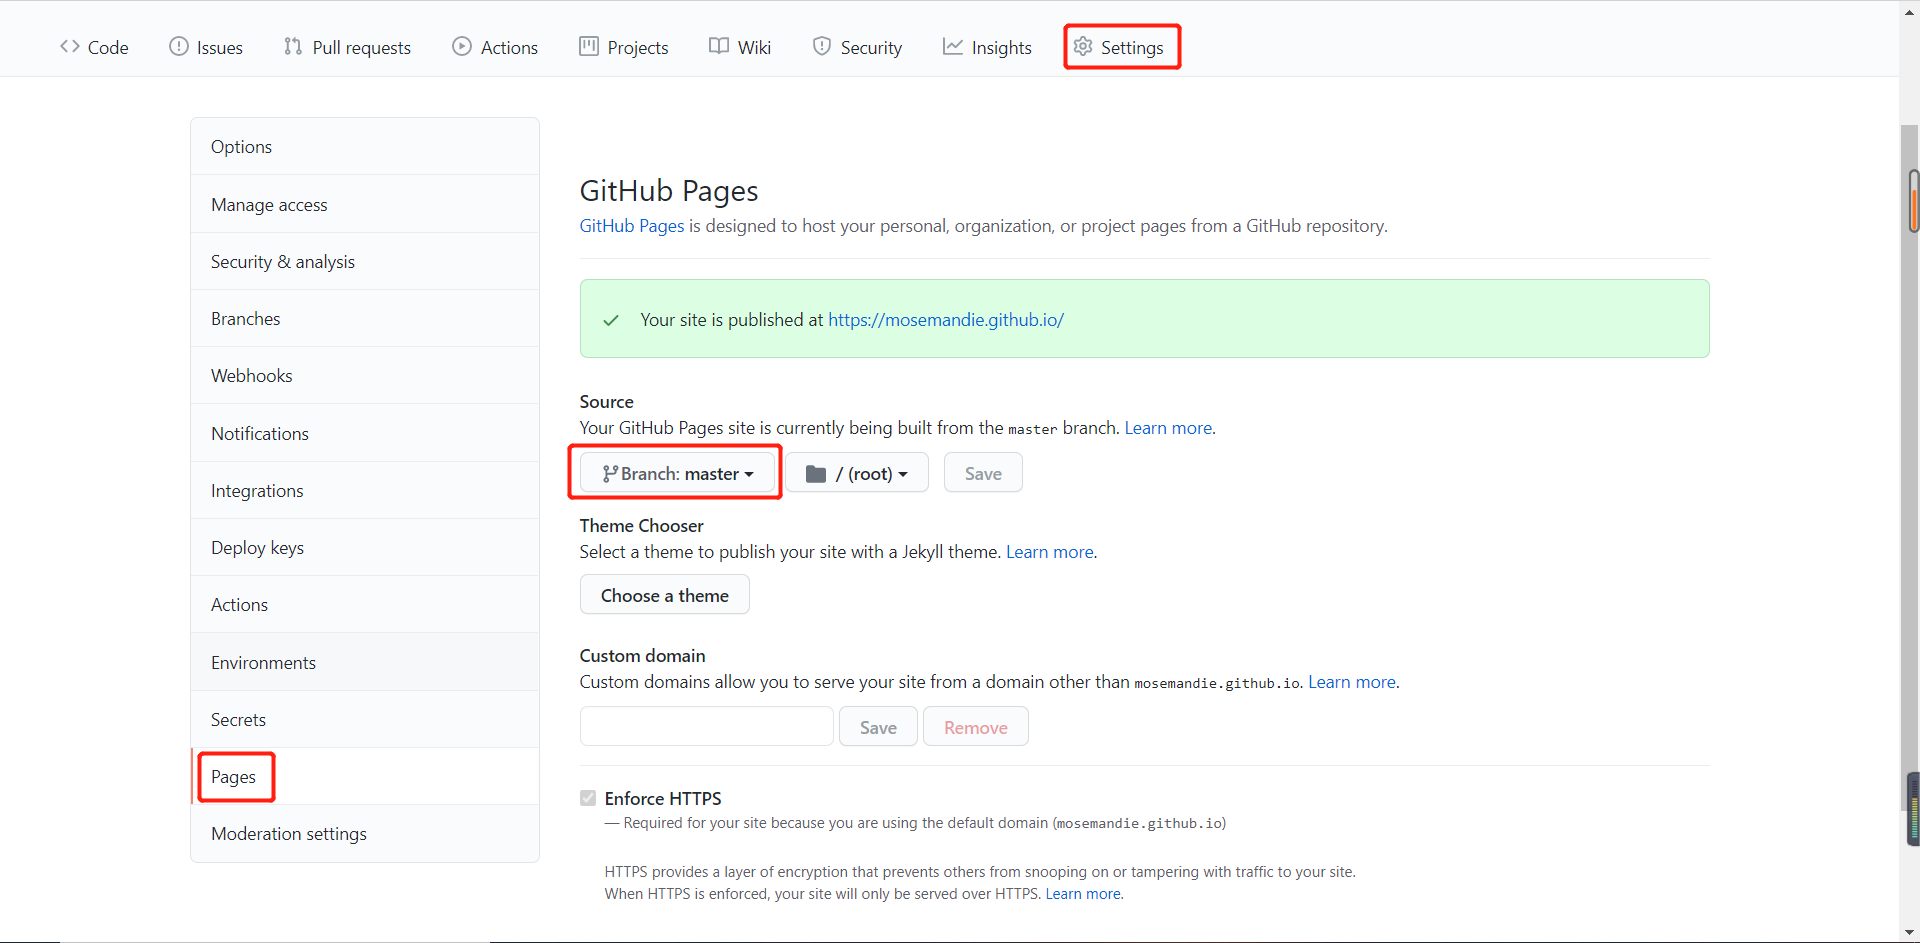 Code Issues Pull requests Actions Projects Wiki Security Insights Settings
Options
Manage access
Security & analysis
Branches
Webhooks
Notifications
Integrations
Deploy keys
Actions
Environments
Secrets
Pages
Moderation settings
GitHub Pages
GitHub Pages is designed to host your personal, organization, or project pages from a GitHub repository.
Your site is published at https://mosemandie.github.io/
Source
Your GitHub Pages site is currently being built from the master branch. Learn more.
Branch: master / (root) Save
Theme Chooser
Select a theme to publish your site with a Jekyll theme. Learn more.
Choose a theme
Custom domain
Custom domains allow you to serve your site from a domain other than mosemandie.github.io. Learn more.
Save Remove
Enforce HTTPS
— Required for your site because you are using the default domain (mosemandie.github.io)
HTTPS provides a layer of encryption that prevents others from snooping on or tampering with traffic to your site.
When HTTPS is enforced, your site will only be served over HTTPS. Learn more.